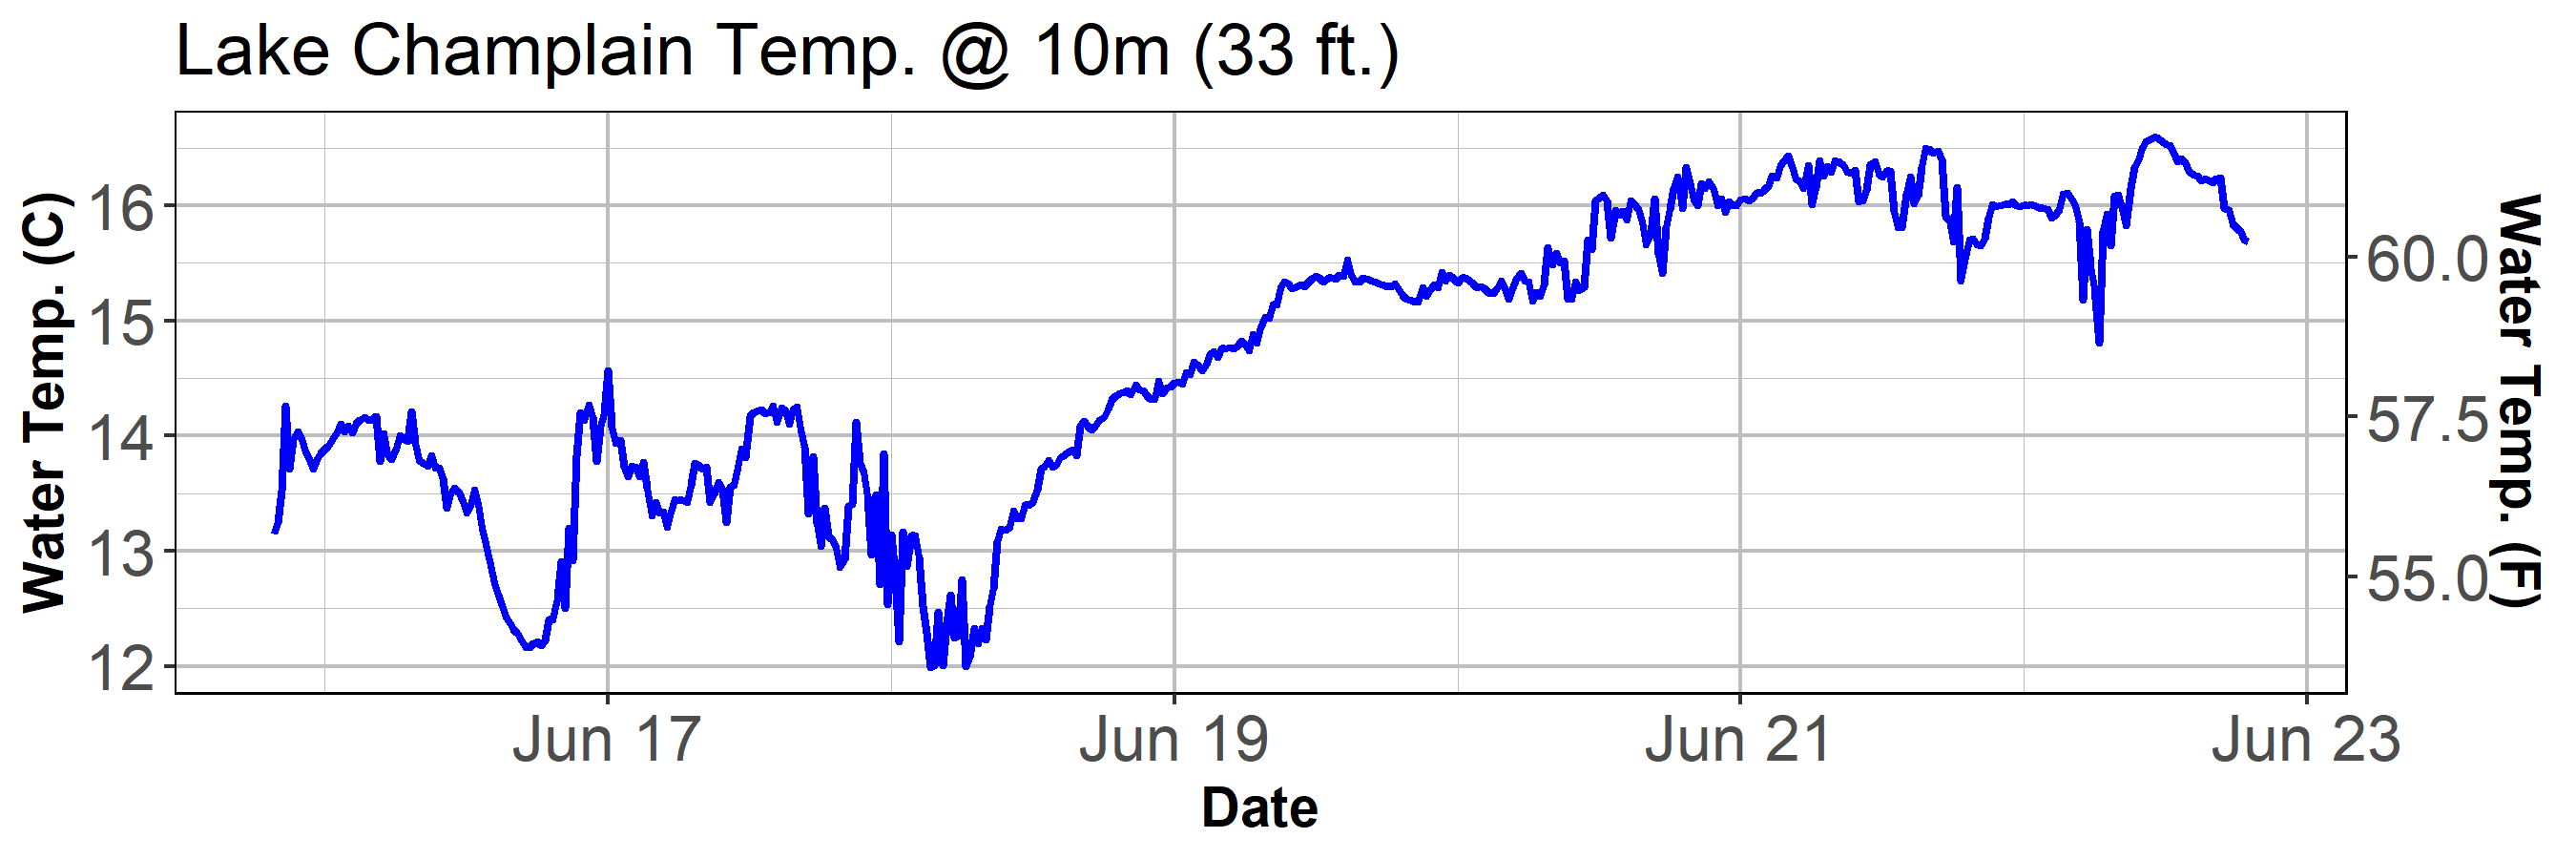 Lake Champlain Temp. @ 10m (33 ft.)
Water Temp. (C)
16
15
14
13
12
60.0
57.5
55.0
Water Temp. (F)
Jun 17 Jun 19 Jun 21 Jun 23
Date